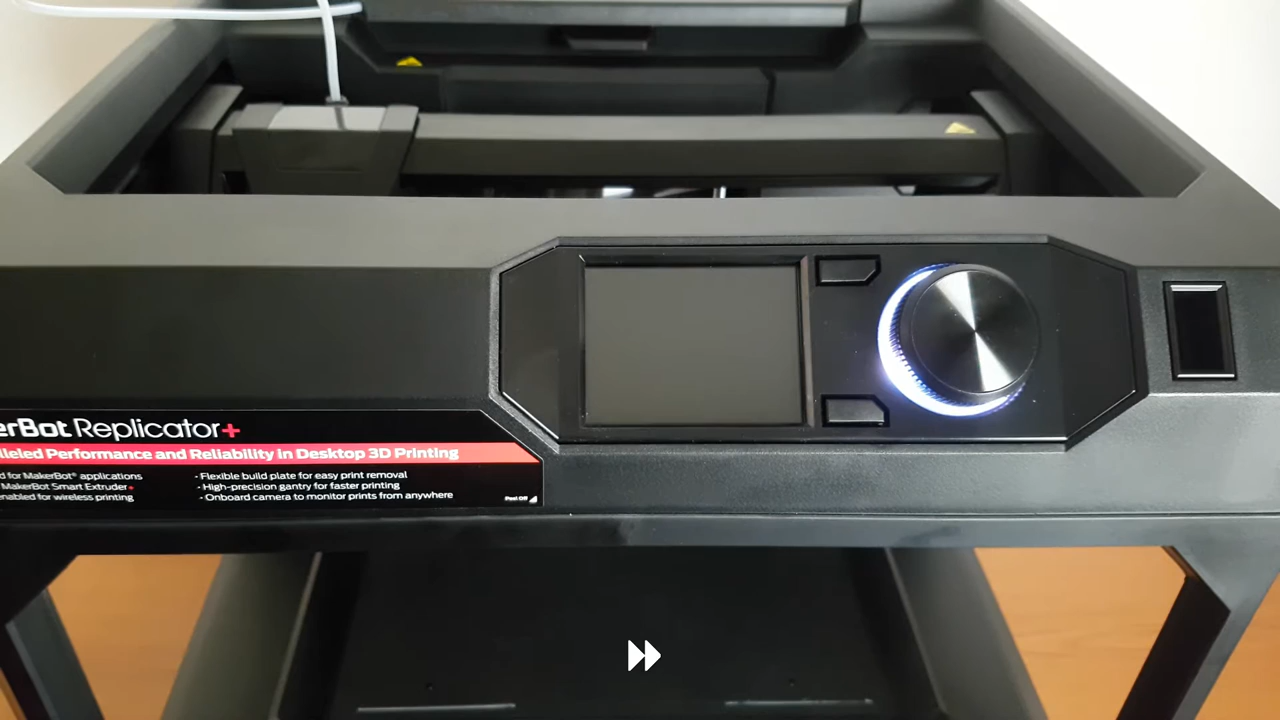 erBot Replicator+
lleled Performance and Reliability in Desktop 3D Printing
d for MakerBot® applications
MakerBot Smart Extruder+
enabled for wireless printing
· Flexible build plate for easy print removal
· High-precision gantry for faster printing
· Onboard camera to monitor prints from anywhere
Peel Off